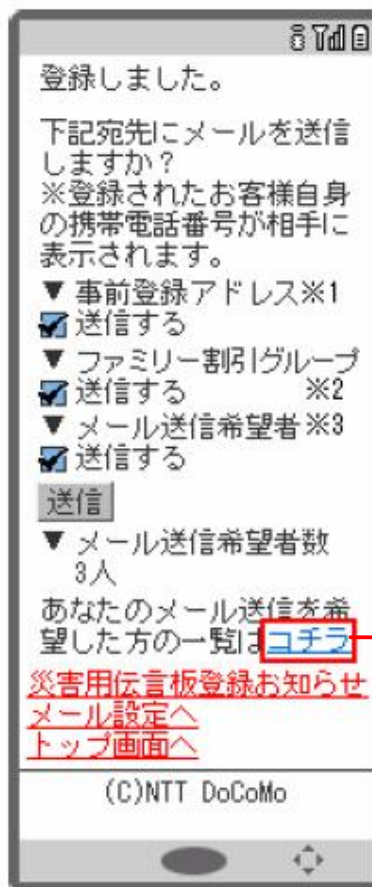 登録しました。
下記宛先にメールを送信
しますか？
※登録されたお客様自身
の携帯電話番号が相手に
表示されます。
▼ 事前登録アドレス※1
送信する
▼ ファミリー割引グループ
送信する ※2
▼ メール送信希望者※3
送信する
送信
▼ メール送信希望者数
3人
あなたのメール送信を希
望した方の一覧はコチラ
災害用伝言板登録お知らせ
メール設定へ
トップ画面へ
(C)NTT DoCoMo